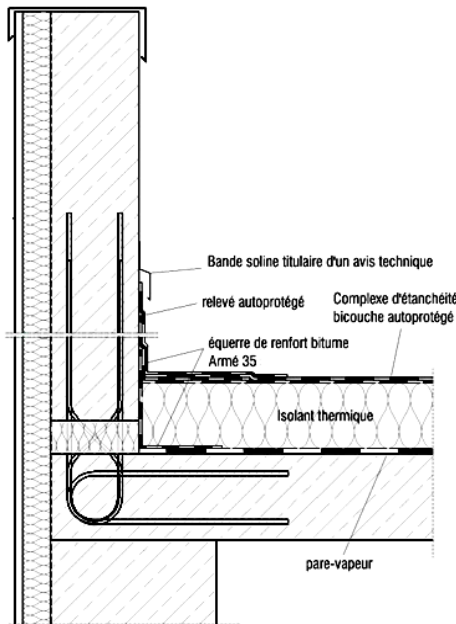 Bande soline titulaire d'un avis technique
relevé autoprotégé
Complexe d'étanchéité
bicouche autoprotégé
équerre de renfort bitume
Armé 35
Isolant thermique
pare-vapeur